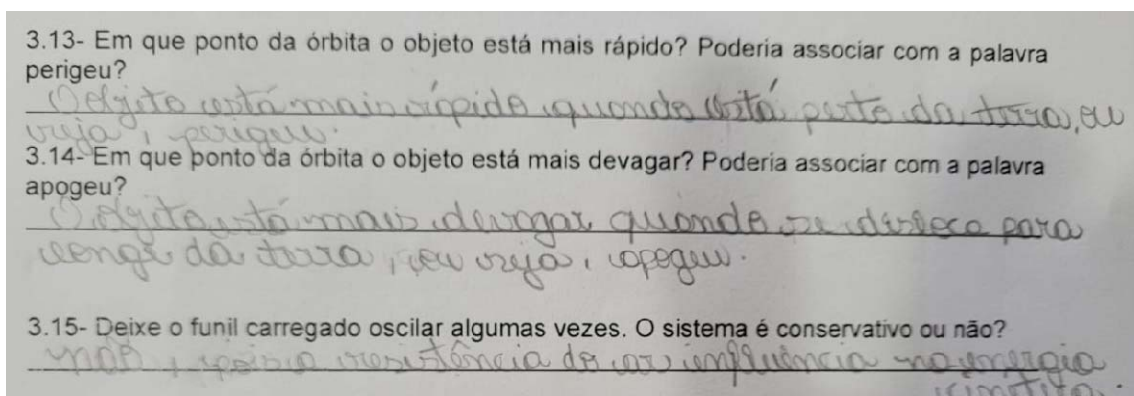 3.13- Em que ponto da órbita o objeto está mais rápido? Poderia associar com a palavra
perigeu?
O objeto está mais rápido quando está perto da terra, ou
seja, perigeu.
3.14- Em que ponto da órbita o objeto está mais devagar? Poderia associar com a palavra
apogeu?
O objeto está mais devagar quando se desloca para
longe da terra, ou seja, apogeu.
3.15- Deixe o funil carregado oscilar algumas vezes. O sistema é conservativo ou não?
não, pois a resistência do ar influência na energia
cinética.